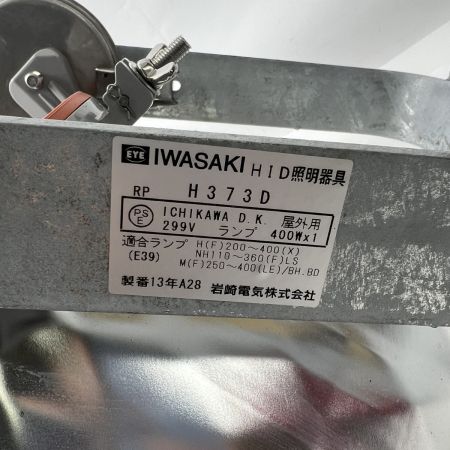 EYE IWASAKI HID照明器具
RP H373D
PSE ICHIKAWA D.K. 屋外用
299V ランプ 400W×1
適合ランプ H(F)200～400(X)
(E39) NH110～360(F)LS
M(F)250～400(LE)/BH.BD
製番13年A28 岩崎電気株式会社